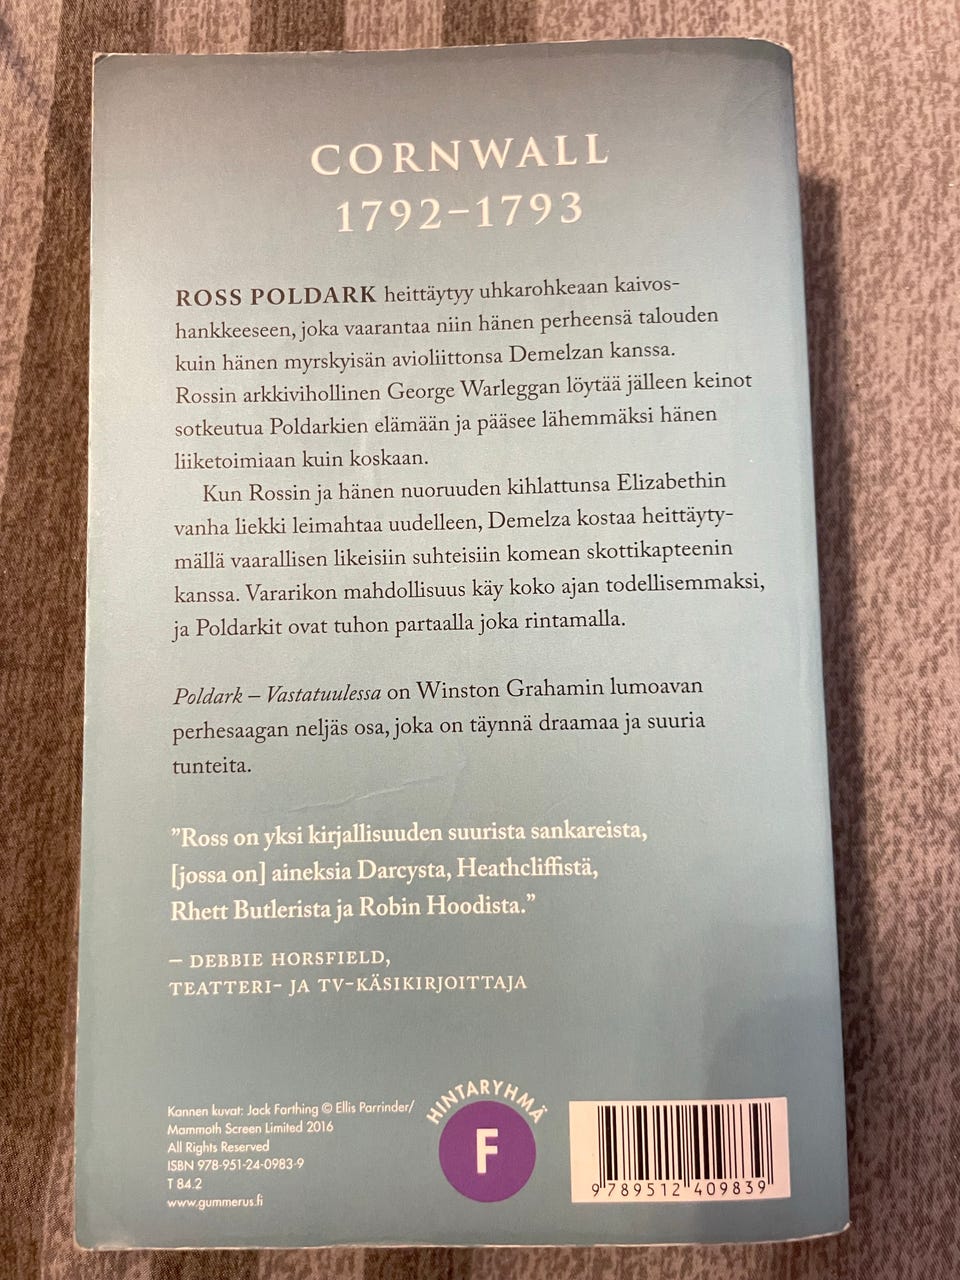 CORNWALL
1792–1793
ROSS POLDARK heittäytyy uhkarohkeaan kaivos-
hankkeeseen, joka vaarantaa niin hänen perheensä talouden
kuin hänen myrskyisän avioliittonsa Demelzan kanssa.
Rossin arkkivihollinen George Warleggan löytää jälleen keinot
sotkeutua Poldarkien elämään ja pääsee lähemmäksi hänen
liiketoimiaan kuin koskaan.
Kun Rossin ja hänen nuoruuden kihlattunsa Elizabethin
vanha liekki leimahtaa uudelleen, Demelza kostaa heittäyty-
mällä vaarallisen likeisiin suhteisiin komean skottikapteenin
kanssa. Vararikon mahdollisuus käy koko ajan todellisemmaksi,
ja Poldarkit ovat tuhon partaalla joka rintamalla.
Poldark – Vastatuulessa on Winston Grahamin lumoavan
perhesaagan neljäs osa, joka on täynnä draamaa ja suuria
tunteita.
”Ross on yksi kirjallisuuden suurista sankareista,
[jossa on] aineksia Darcysta, Heathcliffistä,
Rhett Butlerista ja Robin Hoodista.”
– DEBBIE HORSFIELD,
TEATTERI- JA TV-KÄSIKIRJOITTAJA
Kannen kuvat: Jack Farthing © Ellis Parrinder/
Mammoth Screen Limited 2016
All Rights Reserved
ISBN 978-951-24-0983-9
T 84.2
www.gummerus.fi
HINTARYHMÄ
F
9 789512 409839